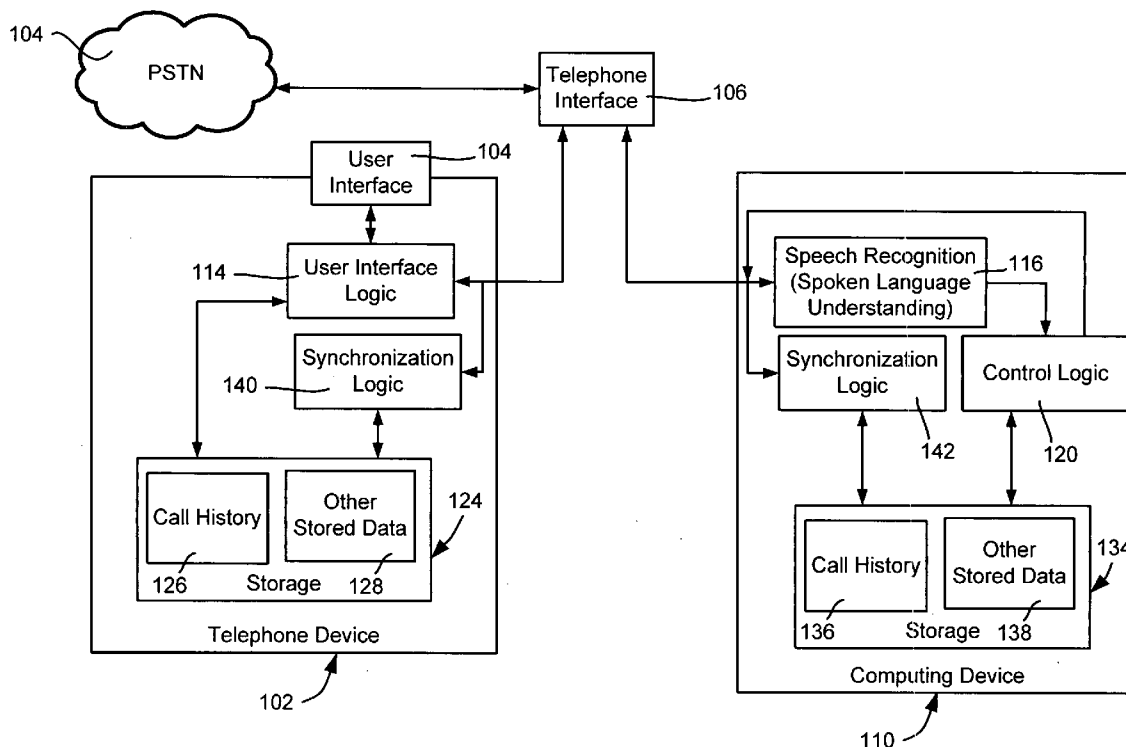 104
PSTN
Telephone
Interface
106
User
Interface
104
114
User Interface
Logic
Speech Recognition
(Spoken Language
Understanding)
116
Synchronization
Logic
140
Synchronization
Logic
142
Control Logic
120
Call History
126
Other
Stored Data
128
Storage
124
Call History
136
Other
Stored Data
138
Storage
134
Telephone Device
102
Computing Device
110